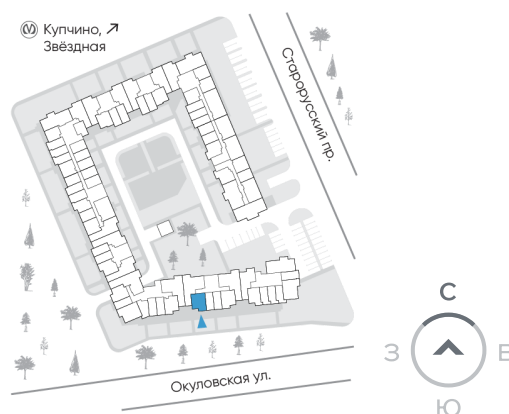 Купчино, ↗
Звёздная
Старорусский пр.
Окуловская ул.
С
З
В
Ю